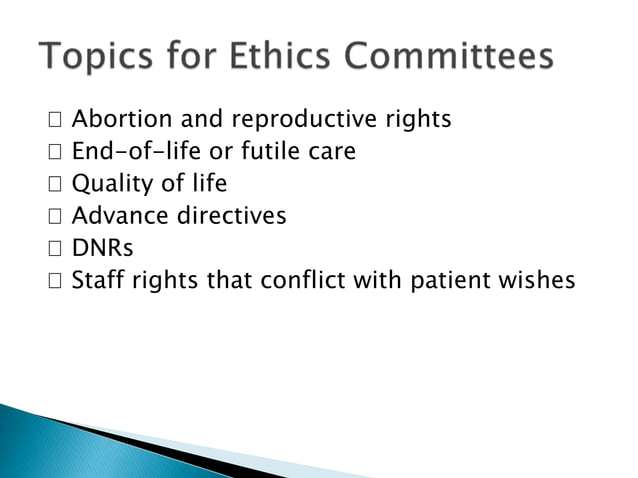 Topics for Ethics Committees
Abortion and reproductive rights
End-of-life or futile care
Quality of life
Advance directives
DNRs
Staff rights that conflict with patient wishes